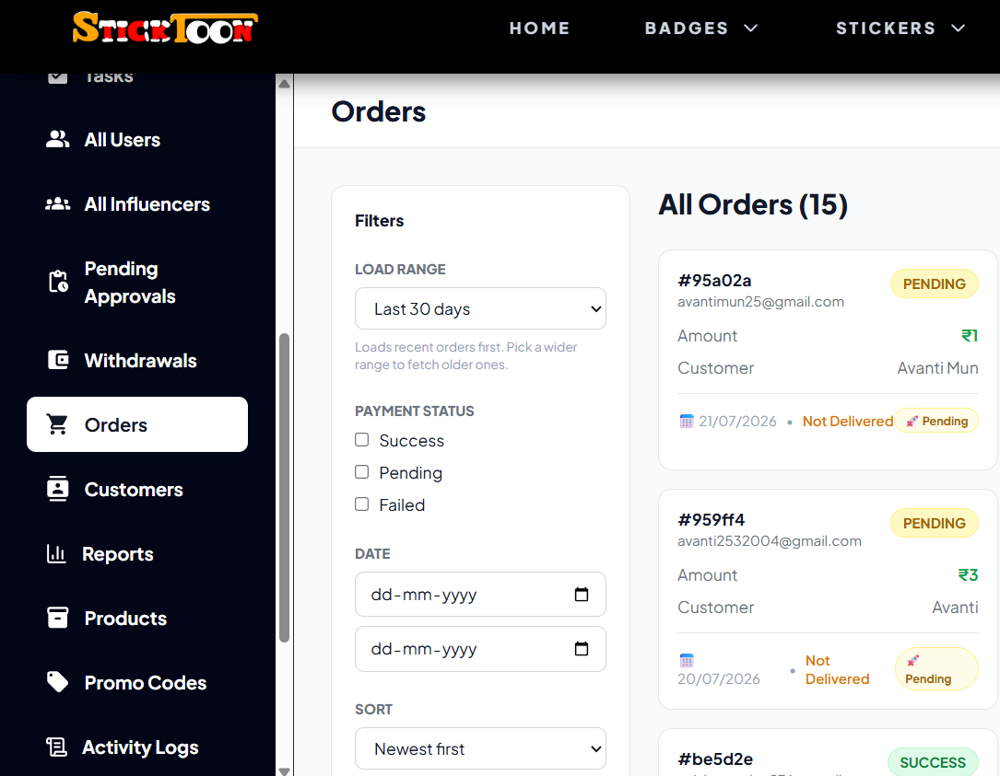 StickToon
HOME
BADGES
STICKERS
Tasks
All Users
All Influencers
Pending
Approvals
Withdrawals
Orders
Customers
Reports
Products
Promo Codes
Activity Logs
Orders
Filters
LOAD RANGE
Last 30 days
Loads recent orders first. Pick a wider
range to fetch older ones.
PAYMENT STATUS
Success
Pending
Failed
DATE
dd-mm-yyyy
dd-mm-yyyy
SORT
Newest first
All Orders (15)
#95a02a
PENDING
avantimun25@gmail.com
Amount ₹1
Customer Avanti Mun
21/07/2026 • Not Delivered 🚀 Pending
#959ff4
PENDING
avanti2532004@gmail.com
Amount ₹3
Customer Avanti
20/07/2026 • Not
Delivered
🚀
Pending
#be5d2e
SUCCESS